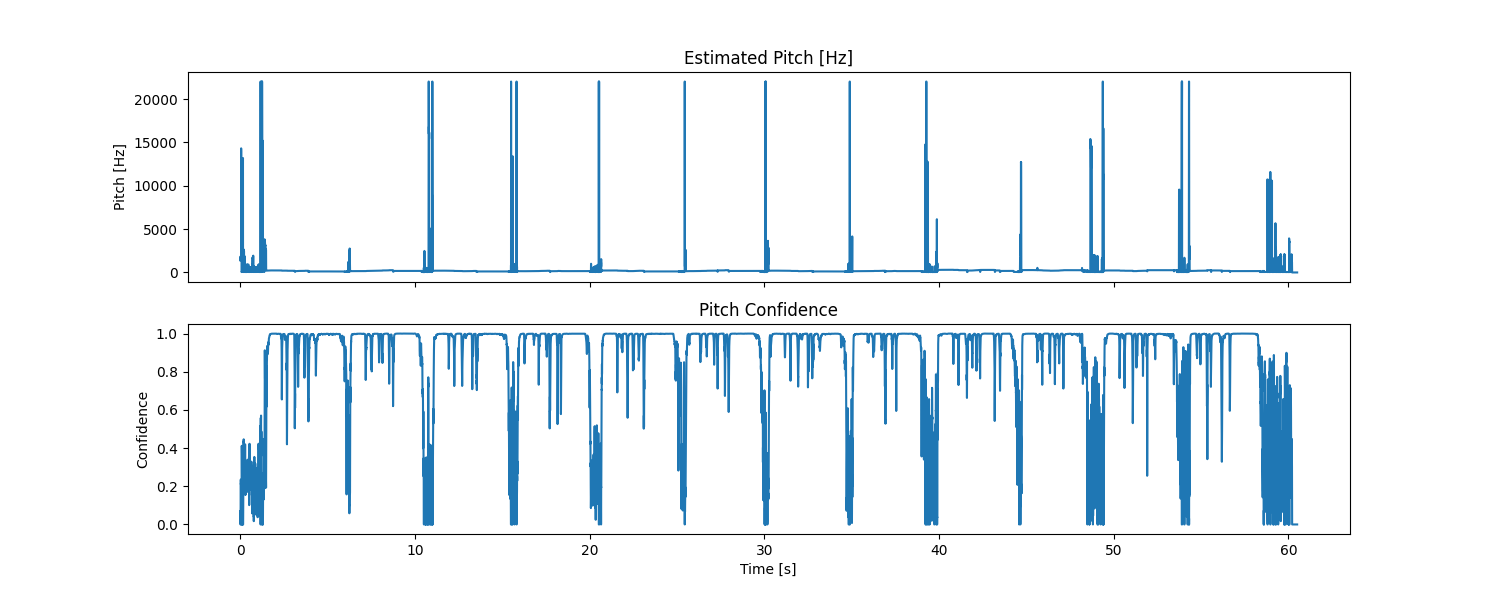 Estimated Pitch [Hz]
20000
15000
10000
5000
0
Pitch [Hz]
Pitch Confidence
1.0
0.8
0.6
0.4
0.2
0.0
Confidence
0 10 20 30 40 50 60
Time [s]